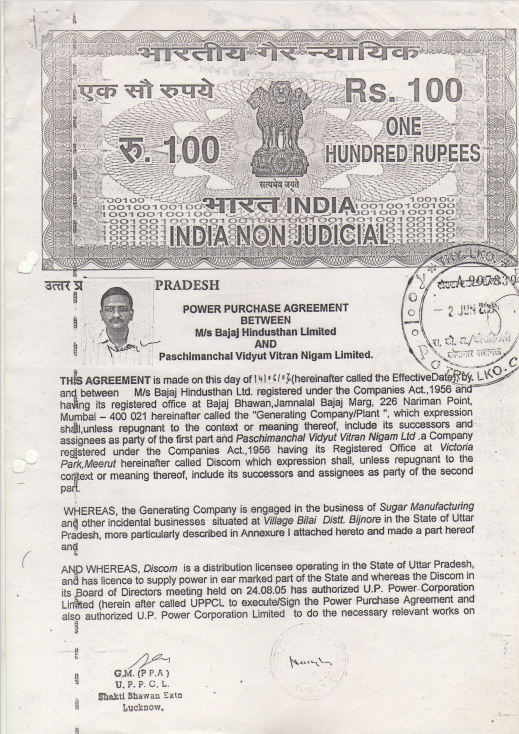 भारतीय गैर न्यायिक
एक सौ रुपये
Rs. 100
रु. 100
ONE
HUNDRED RUPEES
सत्यमेव जयते
भारत INDIA
INDIA NON JUDICIAL
उत्तर प्र PRADESH
2 JUN
POWER PURCHASE AGREEMENT
BETWEEN
M/s Bajaj Hindusthan Limited
AND
Paschimanchal Vidyut Vitran Nigam Limited.
THIS AGREEMENT is made on this day of (hereinafter called the EffectiveDate) by.
and between M/s Bajaj Hindusthan Ltd. registered under the Companies Act.,1956 and
having its registered office at Bajaj Bhawan,Jamnalal Bajaj Marg, 226 Nariman Point,
Mumbai – 400 021 hereinafter called the "Generating Company/Plant ", which expression
shall,unless repugnant to the context or meaning thereof, include its successors and
assignees as party of the first part and Paschimanchal Vidyut Vitran Nigam Ltd .a Company
registered under the Companies Act.,1956 having its Registered Office at Victoria
Park,Meerut hereinafter called Discom which expression shall, unless repugnant to the
context or meaning thereof, include its successors and assignees as party of the second
part.
WHEREAS, the Generating Company is engaged in the business of Sugar Manufacturing
and other incidental businesses situated at Village Bilai Distt. Bijnore in the State of Uttar
Pradesh, more particularly described in Annexure I attached hereto and made a part hereof
and
AND WHEREAS, Discom is a distribution licensee operating in the State of Uttar Pradesh,
and has licence to supply power in ear marked part of the State and whereas the Discom in
its Board of Directors meeting held on 24.08.05 has authorized U.P. Power Corporation
Limited (herein after called UPPCL to execute/Sign the Power Purchase Agreement and
also authorized U.P. Power Corporation Limited to do the necessary relevant works on
G.M. (P P A)
U. P. P. C. L.
Shakti Bhawan Extn
Lucknow.